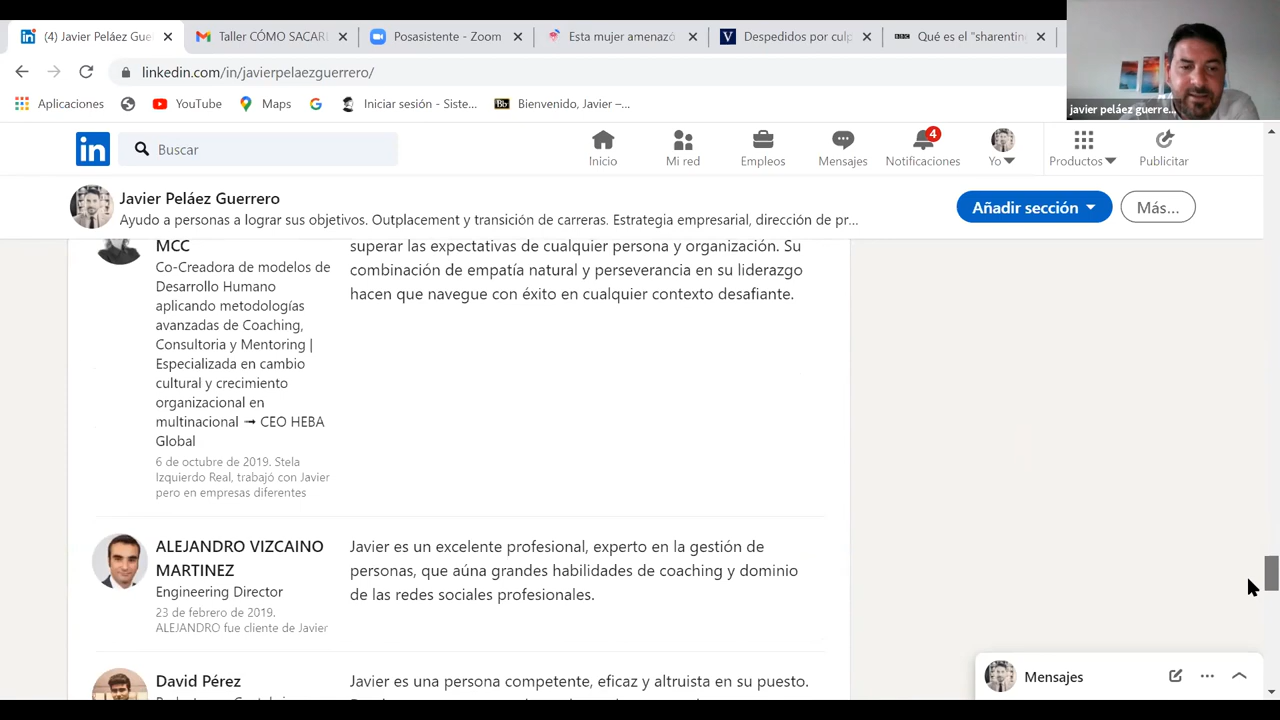 (4) Javier Peláez Gue
Taller CÓMO SACAR
Posasistente - Zoom
Esta mujer amenazó
Despedidos por culp
Qué es el "sharenting
linkedin.com/in/javierpelaezguerrero/
Aplicaciones
YouTube
Maps
Iniciar sesión - Siste...
Bienvenido, Javier –...
javier peláez guerre...
in
Buscar
Inicio
Mi red
Empleos
Mensajes
4
Notificaciones
Yo
Productos
Publicitar
Javier Peláez Guerrero
Ayudo a personas a lograr sus objetivos. Outplacement y transición de carreras. Estrategia empresarial, dirección de pr...
Añadir sección
Más...
MCC
Co-Creadora de modelos de
Desarrollo Humano
aplicando metodologías
avanzadas de Coaching,
Consultoria y Mentoring |
Especializada en cambio
cultural y crecimiento
organizacional en
multinacional ➞ CEO HEBA
Global
6 de octubre de 2019. Stela
Izquierdo Real, trabajó con Javier
pero en empresas diferentes
superar las expectativas de cualquier persona y organización. Su
combinación de empatía natural y perseverancia en su liderazgo
hacen que navegue con éxito en cualquier contexto desafiante.
ALEJANDRO VIZCAINO
MARTINEZ
Engineering Director
23 de febrero de 2019.
ALEJANDRO fue cliente de Javier
Javier es un excelente profesional, experto en la gestión de
personas, que aúna grandes habilidades de coaching y dominio
de las redes sociales profesionales.
David Pérez
Javier es una persona competente, eficaz y altruista en su puesto.
Mensajes